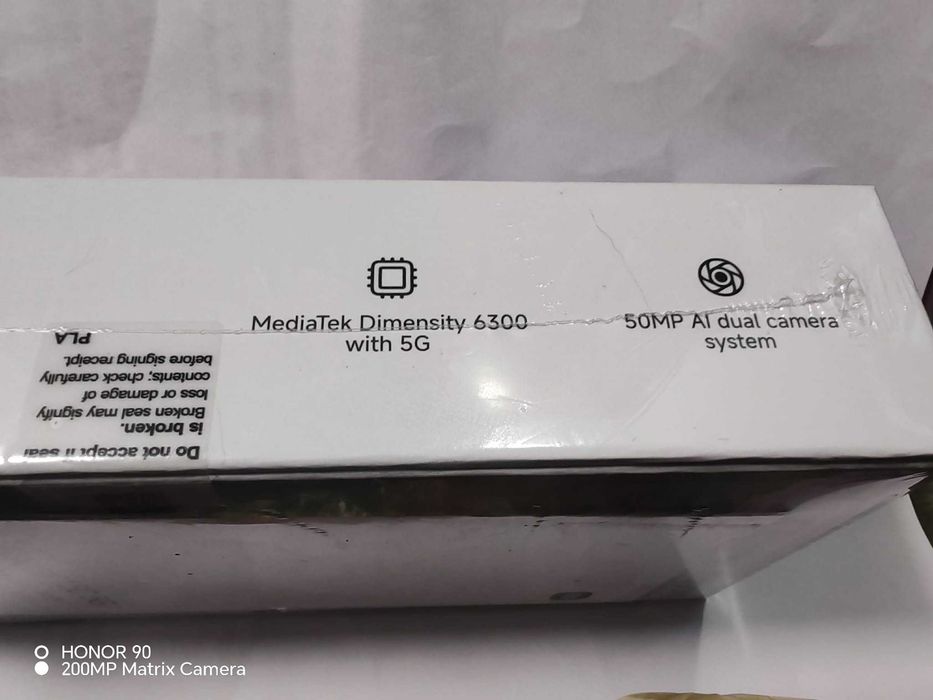 MediaTek Dimensity 6300
with 5G
50MP AI dual camera
system
Do not accept if seal
is broken.
Broken seal may signify
loss or damage of
contents; check carefully
before signing receipt.
PLA
HONOR 90
200MP Matrix Camera